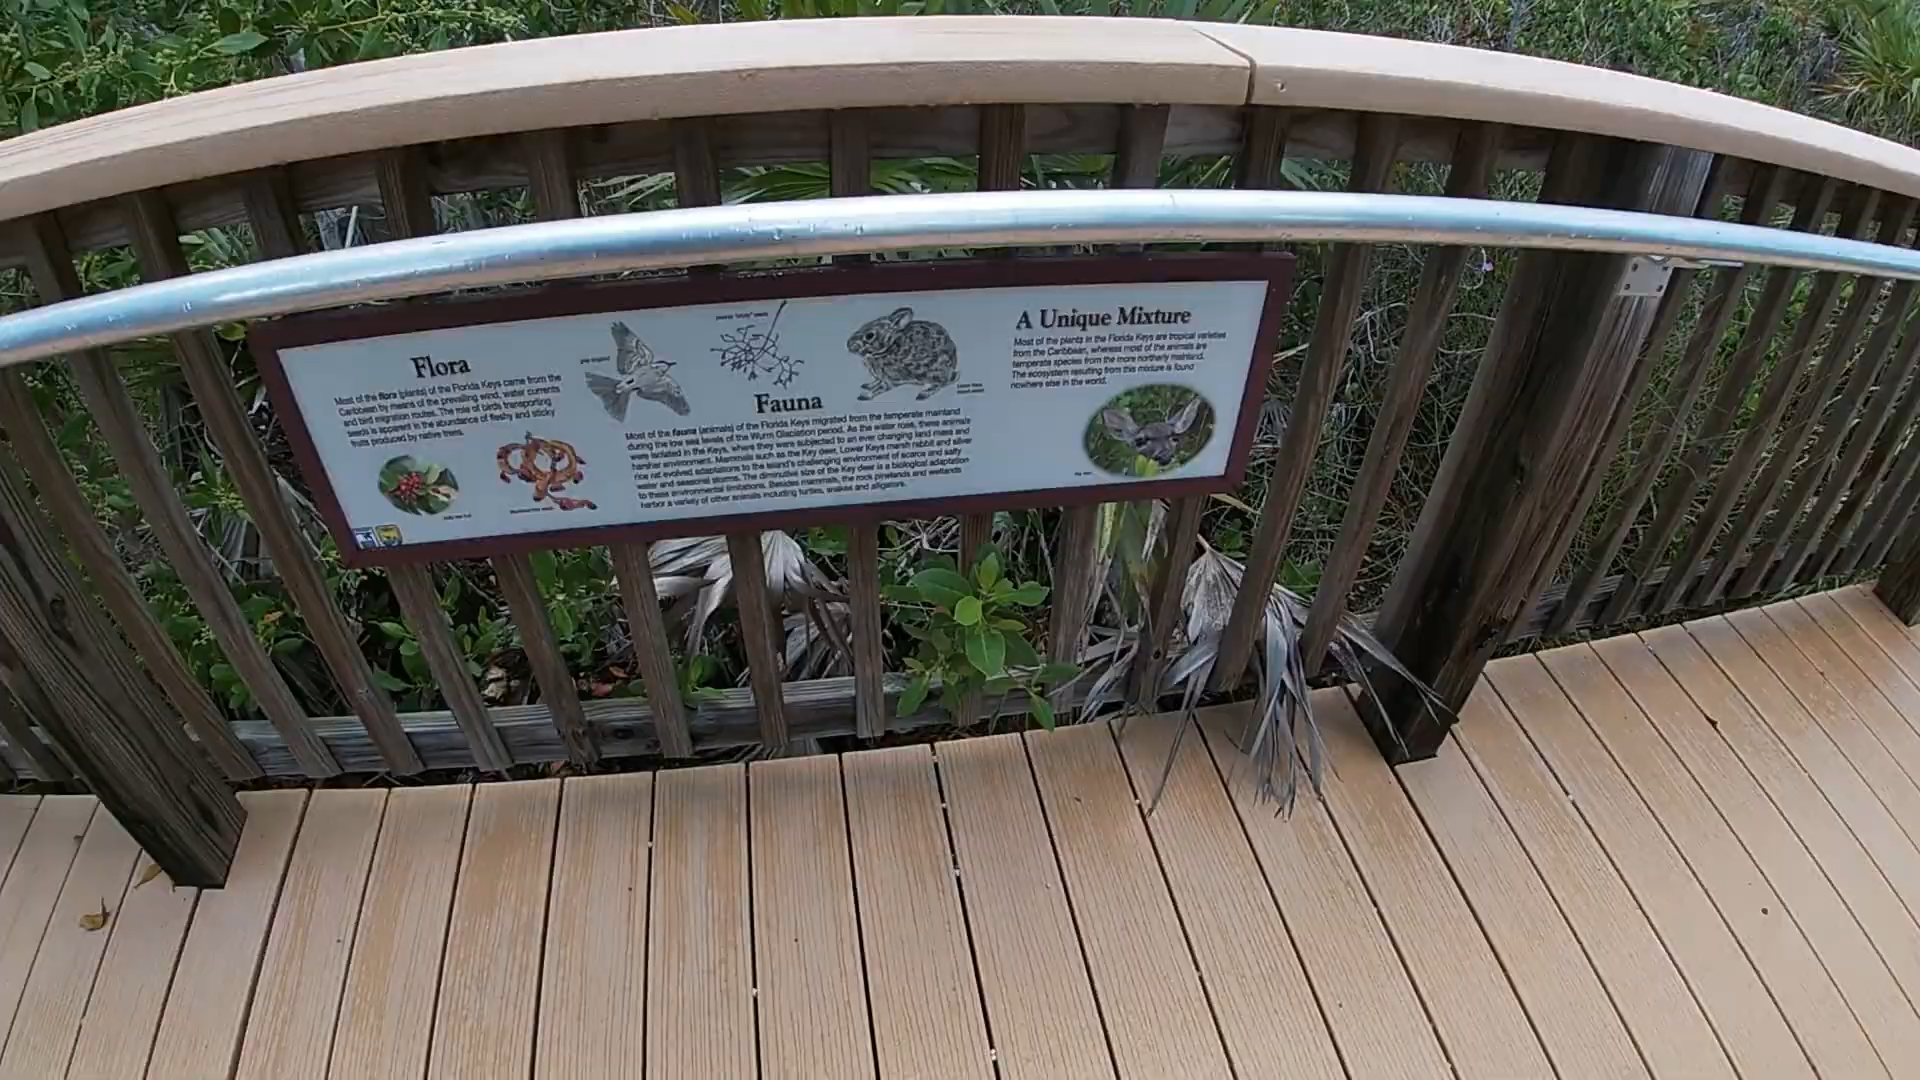 Flora
Most of the flora (plants) of the Florida Keys came from the
Caribbean by means of the prevailing wind, water currents
and bird migration routes. The role of birds transporting
seeds is apparent in the abundance of fleshy and sticky
fruits produced by native trees.
gray kingbird
Fauna
Most of the fauna (animals) of the Florida Keys migrated from the temperate mainland
during the low sea levels of the Wurm Glaciation period. As the water rose, these animals
were isolated in the Keys, where they were subjected to an ever changing land mass and
harsher environment. Mammals such as the Key deer, Lower Keys marsh rabbit and silver
rice rat evolved adaptations to the island's challenging environment of scarce and salty
water and seasonal storms. The diminutive size of the Key deer is a biological adaptation
to these environmental limitations. Besides mammals, the rock pinelands and wetlands
harbor a variety of other animals including turtles, snakes and alligators.
Lower Keys
marsh rabbit
A Unique Mixture
Most of the plants in the Florida Keys are tropical varieties
from the Caribbean, whereas most of the animals are
temperate species from the more northerly mainland.
The ecosystem resulting from this mixture is found
nowhere else in the world.
Key deer